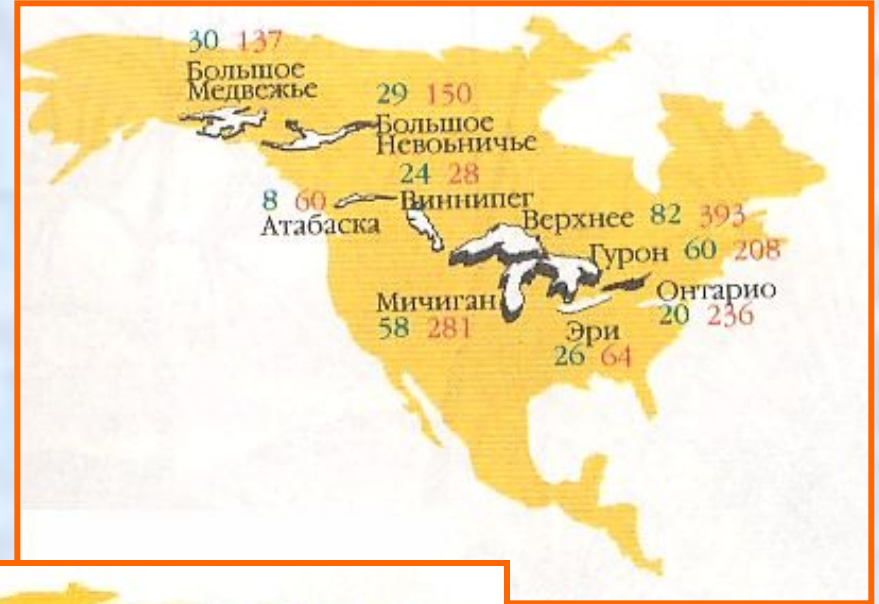 30 137
Большое
Медвежье
29 150
Большое
Невоьничье
24 28
Виннипег
8 60
Атабаска
Верхнее 82 393
Гурон 60 208
Онтарио
20 236
Мичиган
58 281
Эри
26 64